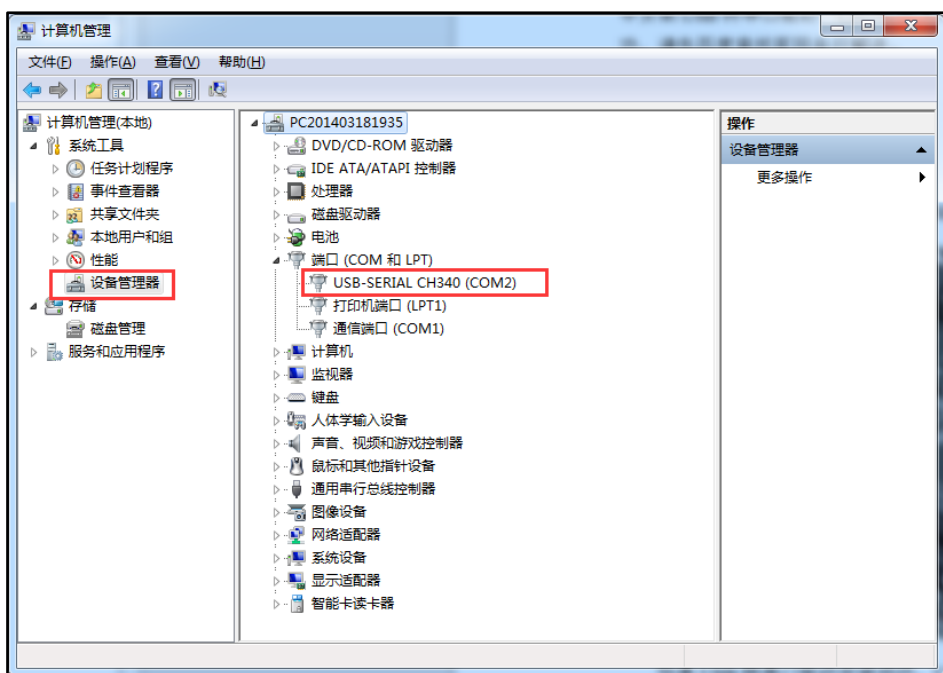 计算机管理
文件(F) 操作(A) 查看(V) 帮助(H)
计算机管理(本地)
系统工具
任务计划程序
事件查看器
共享文件夹
本地用户和组
性能
设备管理器
存储
磁盘管理
服务和应用程序
PC201403181935
DVD/CD-ROM 驱动器
IDE ATA/ATAPI 控制器
处理器
磁盘驱动器
电池
端口 (COM 和 LPT)
USB-SERIAL CH340 (COM2)
打印机端口 (LPT1)
通信端口 (COM1)
计算机
监视器
键盘
人体学输入设备
声音、视频和游戏控制器
鼠标和其他指针设备
通用串行总线控制器
图像设备
网络适配器
系统设备
显示适配器
智能卡读卡器
操作
设备管理器
更多操作